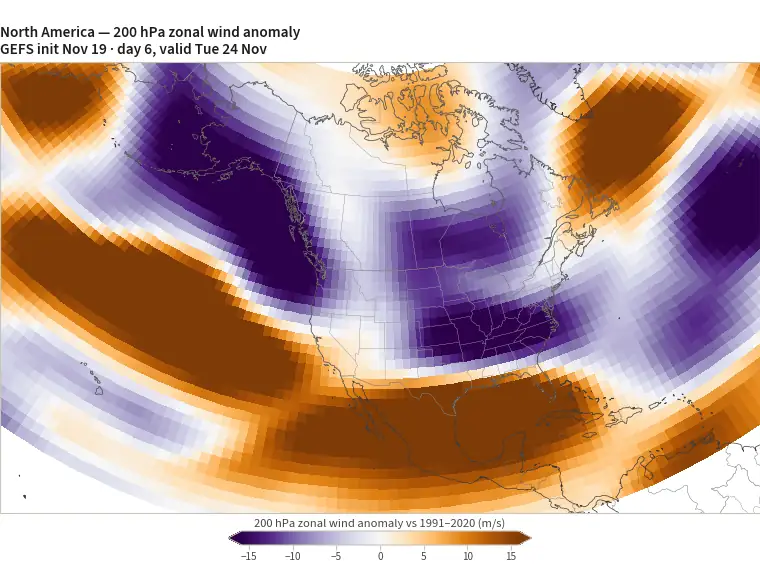 North America — 200 hPa zonal wind anomaly
GEFS init Nov 19 · day 6, valid Tue 24 Nov
200 hPa zonal wind anomaly vs 1991–2020 (m/s)
−15 −10 −5 0 5 10 15